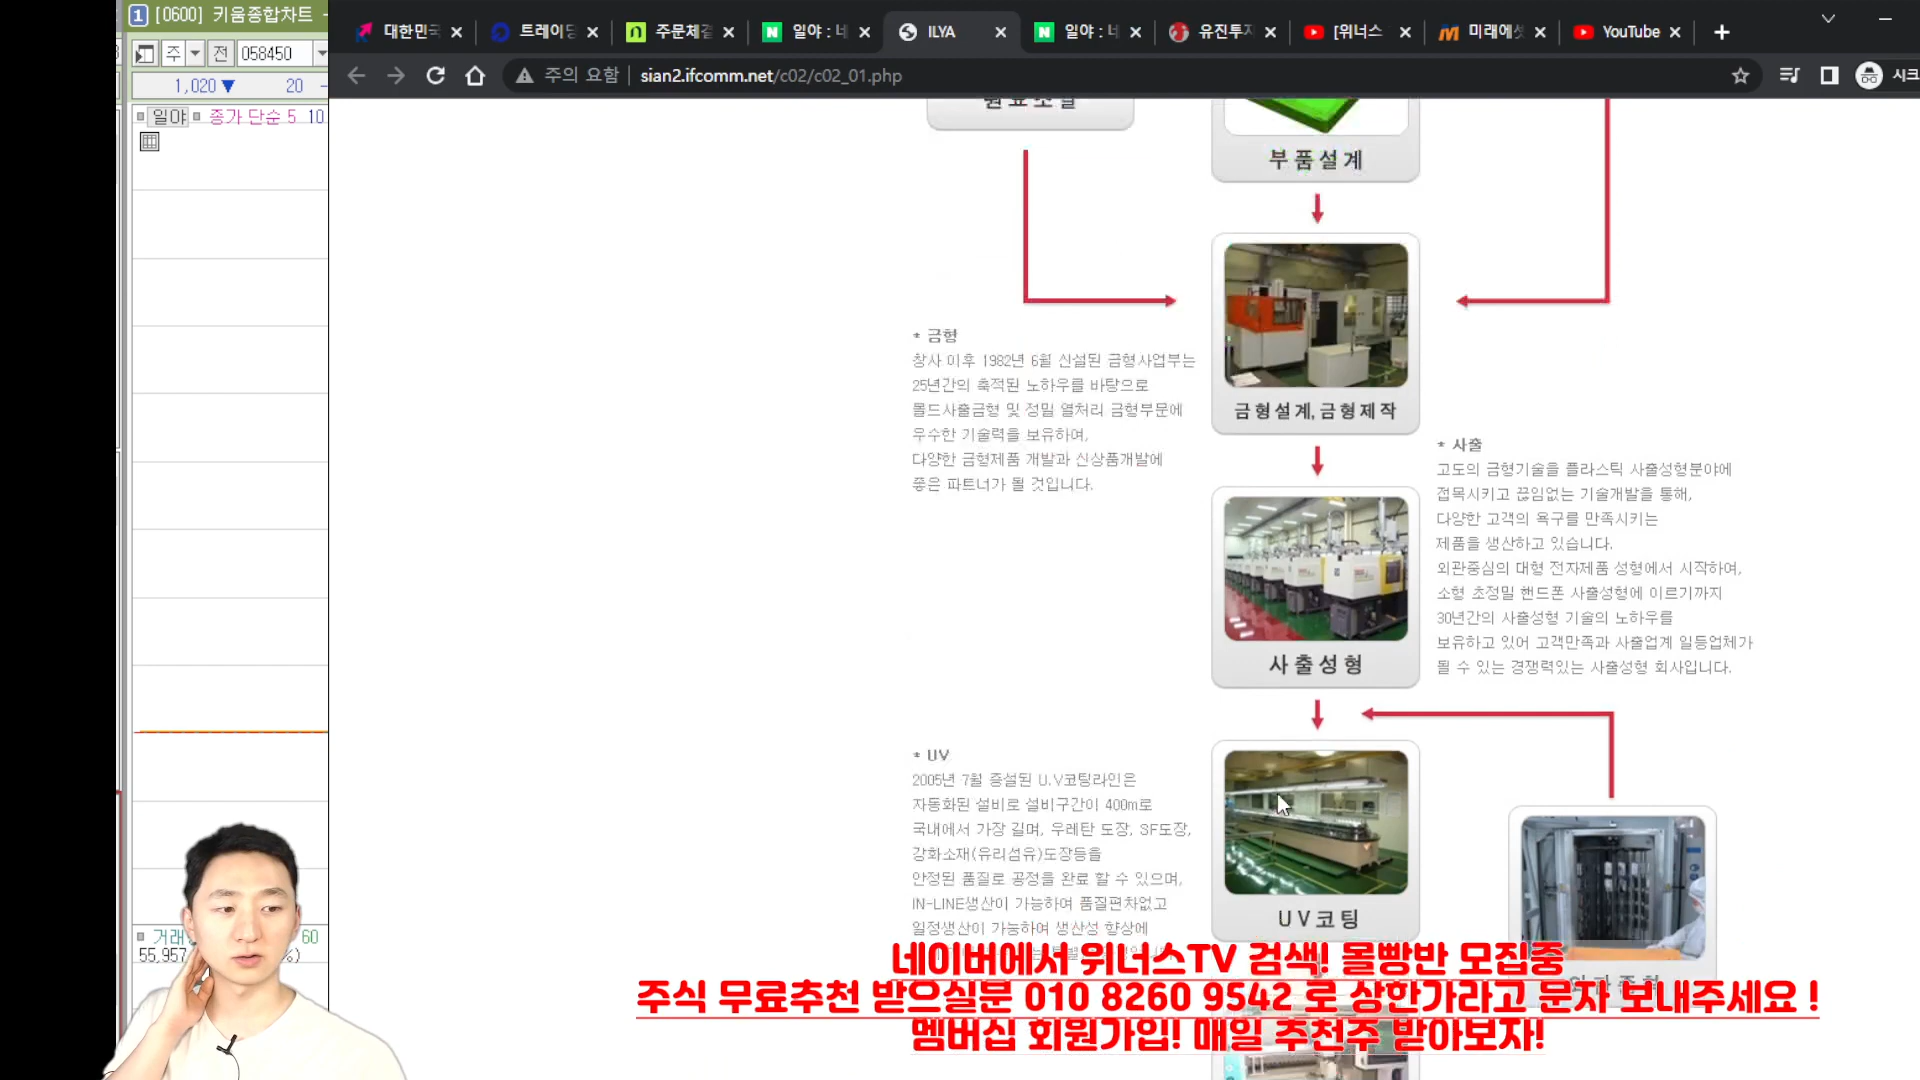 1 [0600] 키움종합차트
주 전 058450
1,020 ▼ 20
일야 종가 단순 5 10
거래
60
55,957
대한민국
트레이딩
주문체결
일야 : 네
ILYA
일야 : 네
유진투자
[위너스
미래에셋
YouTube
주의 요함 | sian2.ifcomm.net/c02/c02_01.php
시크
원료조달
부품설계
금형설계,금형제작
* 금형
창사 이후 1982년 6월 신설된 금형사업부는
25년간의 축적된 노하우를 바탕으로
몰드사출금형 및 정밀 열처리 금형부문에
우수한 기술력을 보유하여,
다양한 금형제품 개발과 신상품개발에
좋은 파트너가 될 것입니다.
* 사출
고도의 금형기술을 플라스틱 사출성형분야에
접목시키고 끊임없는 기술개발을 통해,
다양한 고객의 욕구를 만족시키는
제품을 생산하고 있습니다.
외관중심의 대형 전자제품 성형에서 시작하여,
소형 초정밀 핸드폰 사출성형에 이르기까지
30년간의 사출성형 기술의 노하우를
보유하고 있어 고객만족과 사출업계 일등업체가
될 수 있는 경쟁력있는 사출성형 회사입니다.
사출성형
* UV
2005년 7월 증설된 U.V코팅라인은
자동화된 설비로 설비구간이 400m로
국내에서 가장 길며, 우레탄 도장, SF도장,
강화소재(유리섬유)도장등을
안정된 품질로 공정을 완료 할 수 있으며,
IN-LINE생산이 가능하여 품질편차없고
일정생산이 가능하여 생산성 향상에
UV코팅
네이버에서 위너스TV 검색! 몰빵반 모집중
주식 무료추천 받으실분 010 8260 9542 로 상한가라고 문자 보내주세요 !
멤버십 회원가입! 매일 추천주 받아보자!